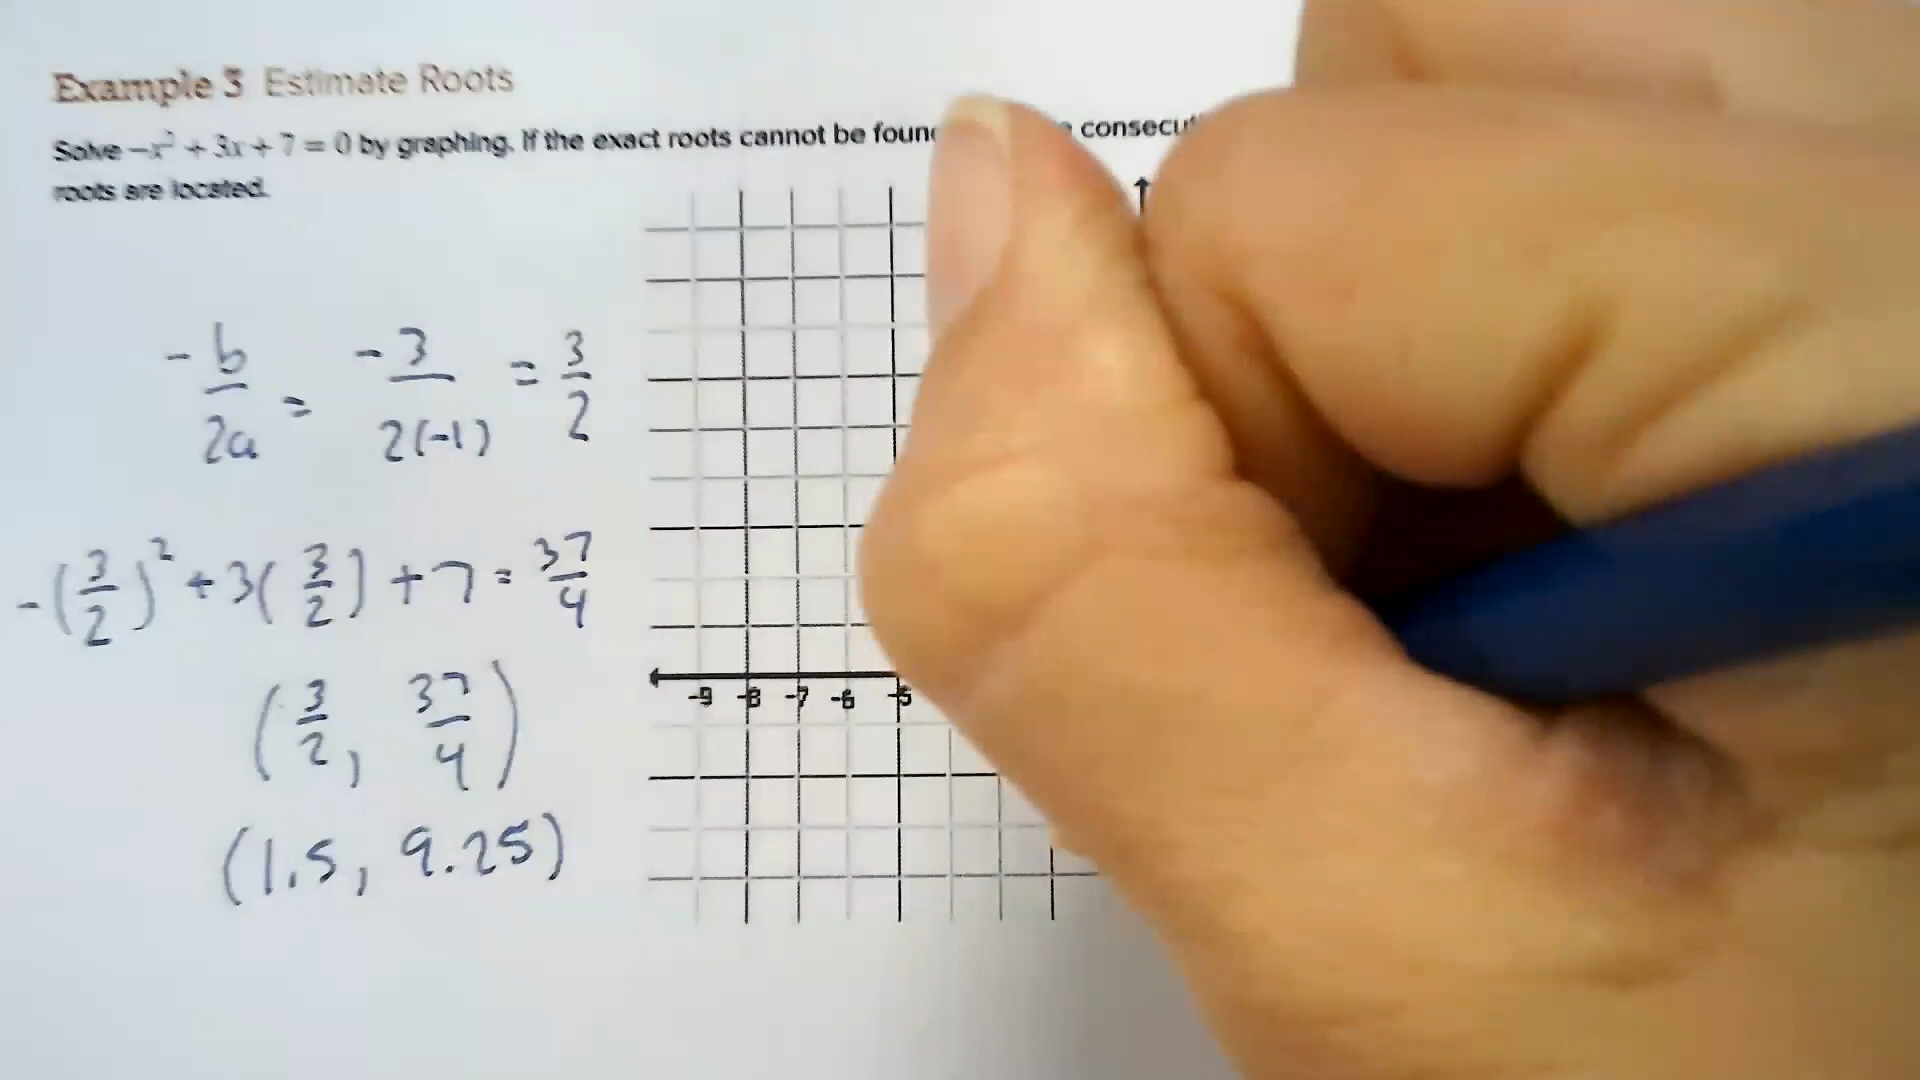 Example 3 Estimate Roots
Solve −x² + 3x + 7 = 0 by graphing. If the exact roots cannot be found consecut
roots are located.
-b/2a = -3/2(-1) = 3/2
-(3/2)² + 3(3/2) + 7 = 37/4
(3/2, 37/4)
(1.5, 9.25)
-9 -8 -7 -6 -5